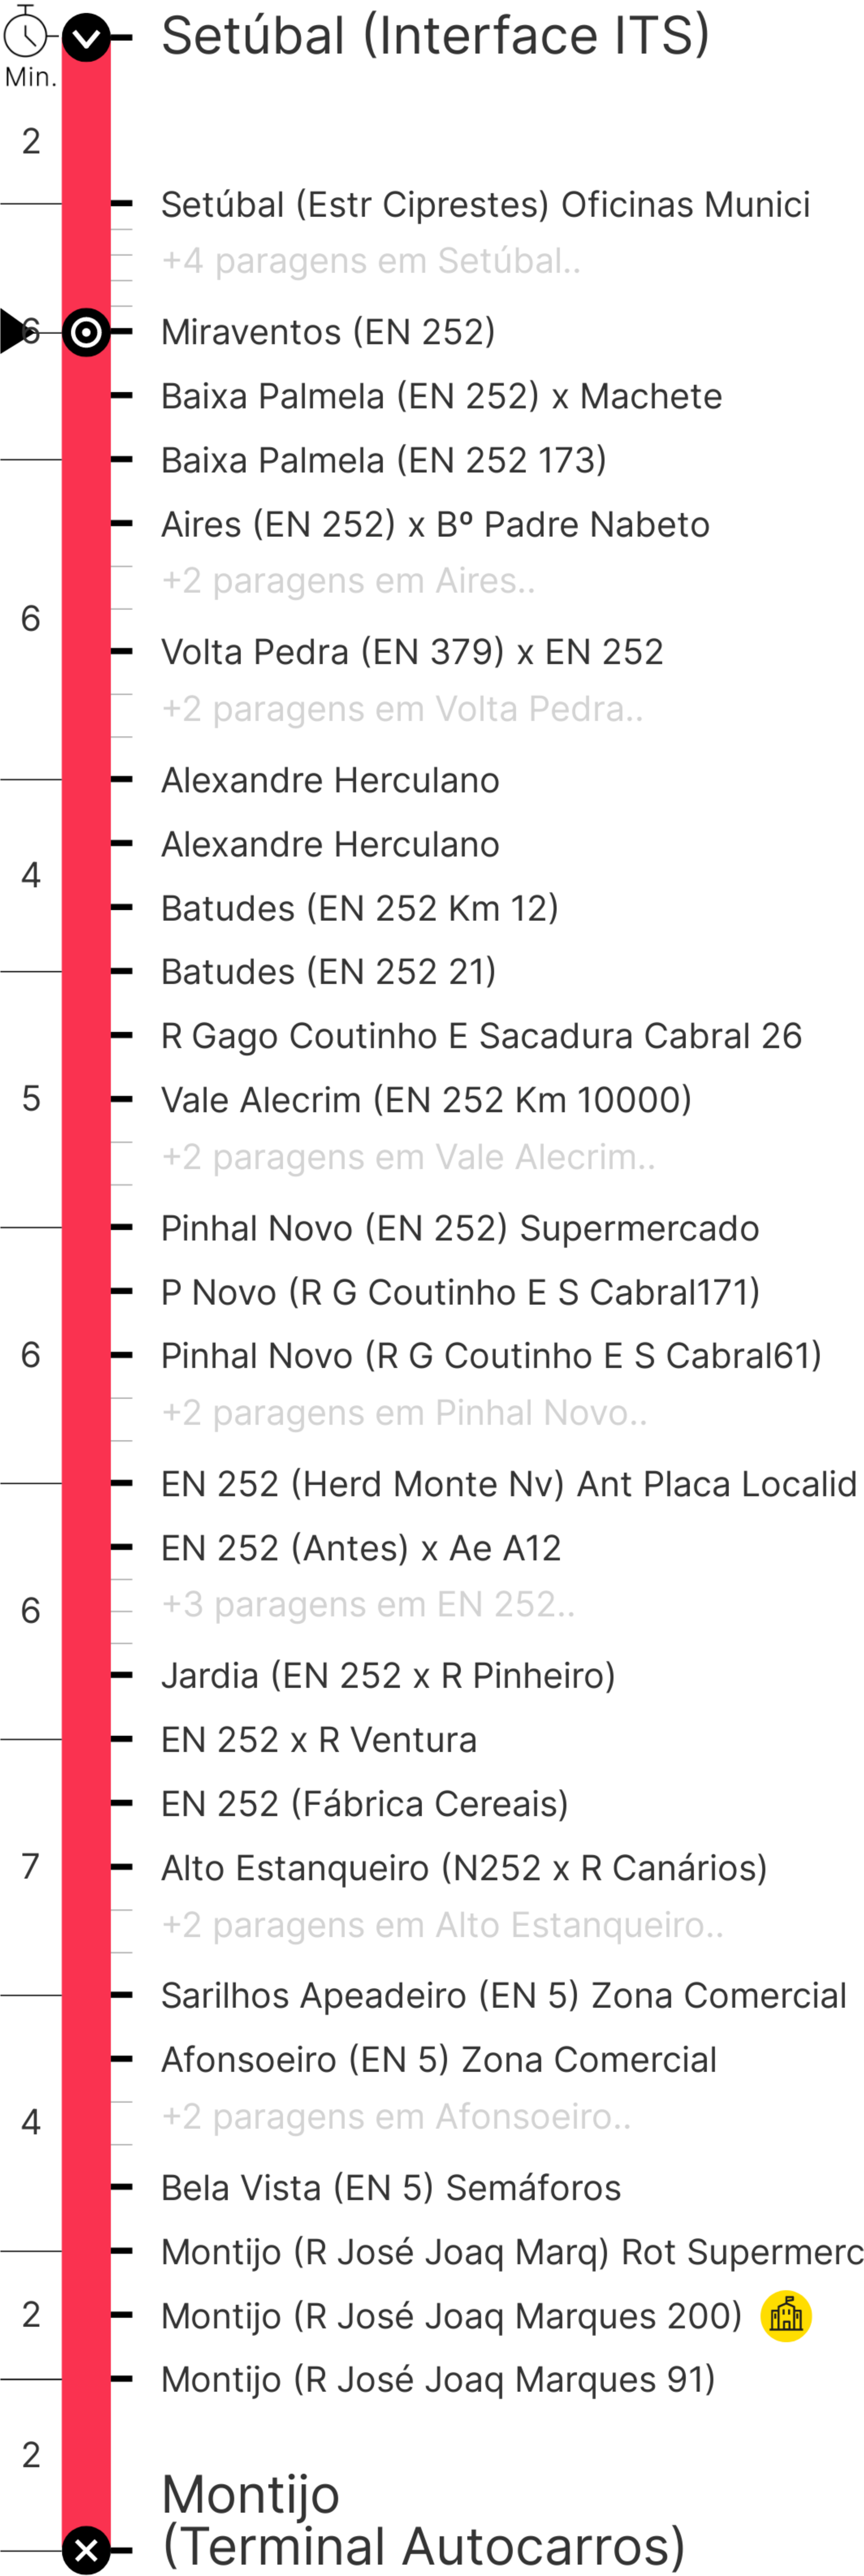 Setúbal (Interface ITS)
Min.
2
Setúbal (Estr Ciprestes) Oficinas Munici
+4 paragens em Setúbal..
6
Miraventos (EN 252)
Baixa Palmela (EN 252) x Machete
Baixa Palmela (EN 252 173)
Aires (EN 252) x Bº Padre Nabeto
+2 paragens em Aires..
6
Volta Pedra (EN 379) x EN 252
+2 paragens em Volta Pedra..
Alexandre Herculano
Alexandre Herculano
4
Batudes (EN 252 Km 12)
Batudes (EN 252 21)
R Gago Coutinho E Sacadura Cabral 26
5
Vale Alecrim (EN 252 Km 10000)
+2 paragens em Vale Alecrim..
Pinhal Novo (EN 252) Supermercado
P Novo (R G Coutinho E S Cabral171)
6
Pinhal Novo (R G Coutinho E S Cabral61)
+2 paragens em Pinhal Novo..
EN 252 (Herd Monte Nv) Ant Placa Localid
EN 252 (Antes) x Ae A12
+3 paragens em EN 252..
6
Jardia (EN 252 x R Pinheiro)
EN 252 x R Ventura
EN 252 (Fábrica Cereais)
7
Alto Estanqueiro (N252 x R Canários)
+2 paragens em Alto Estanqueiro..
Sarilhos Apeadeiro (EN 5) Zona Comercial
Afonsoeiro (EN 5) Zona Comercial
+2 paragens em Afonsoeiro..
4
Bela Vista (EN 5) Semáforos
Montijo (R José Joaq Marq) Rot Supermerc
2
Montijo (R José Joaq Marques 200)
Montijo (R José Joaq Marques 91)
2
Montijo
(Terminal Autocarros)